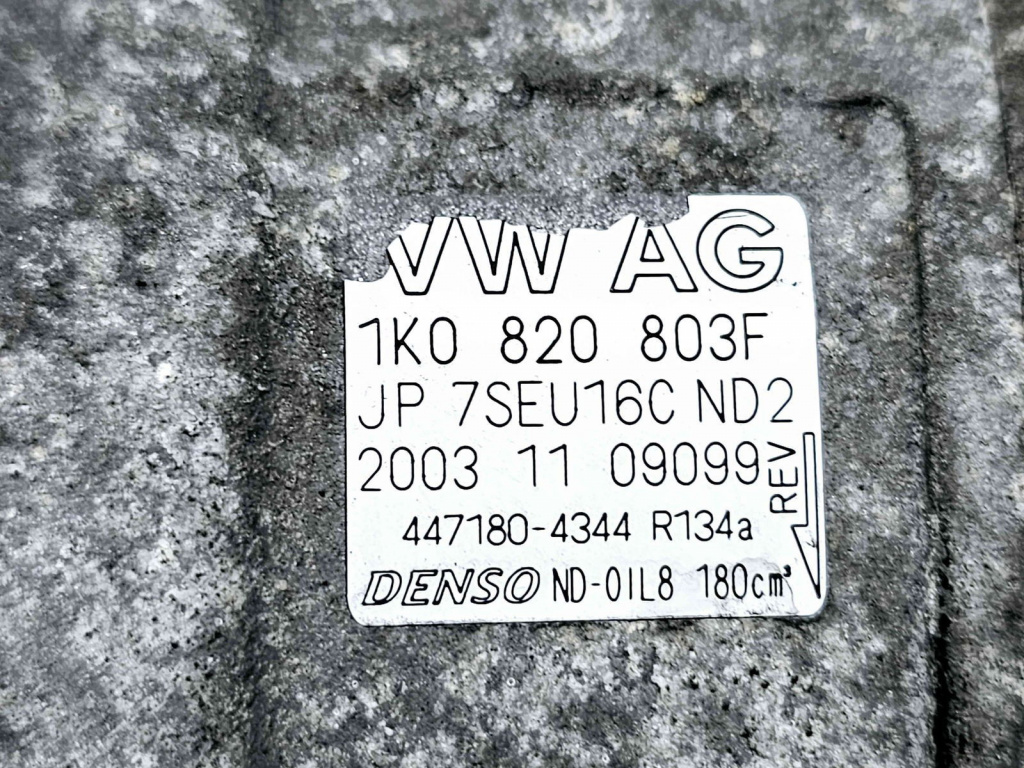 VW AG
1K0 820 803F
JP 7SEU16C ND2
2003 11 09099
REV
447180-4344 R134a
DENSO ND-OIL8 180cm³